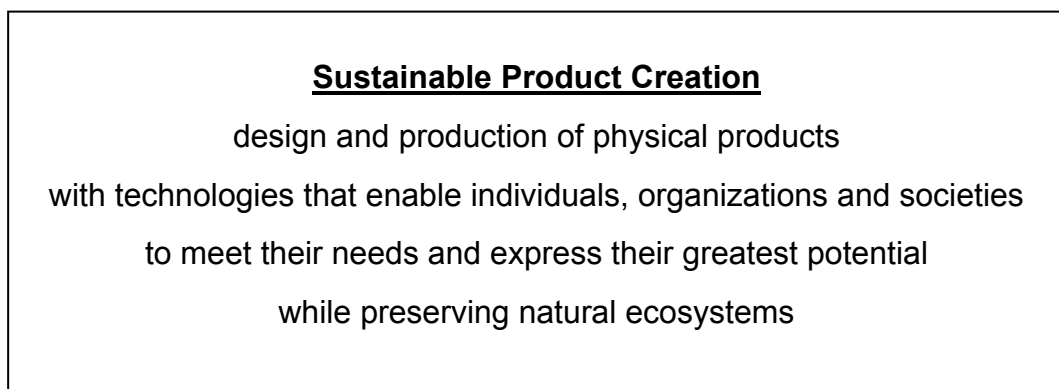 Sustainable Product Creation
design and production of physical products
with technologies that enable individuals, organizations and societies
to meet their needs and express their greatest potential
while preserving natural ecosystems